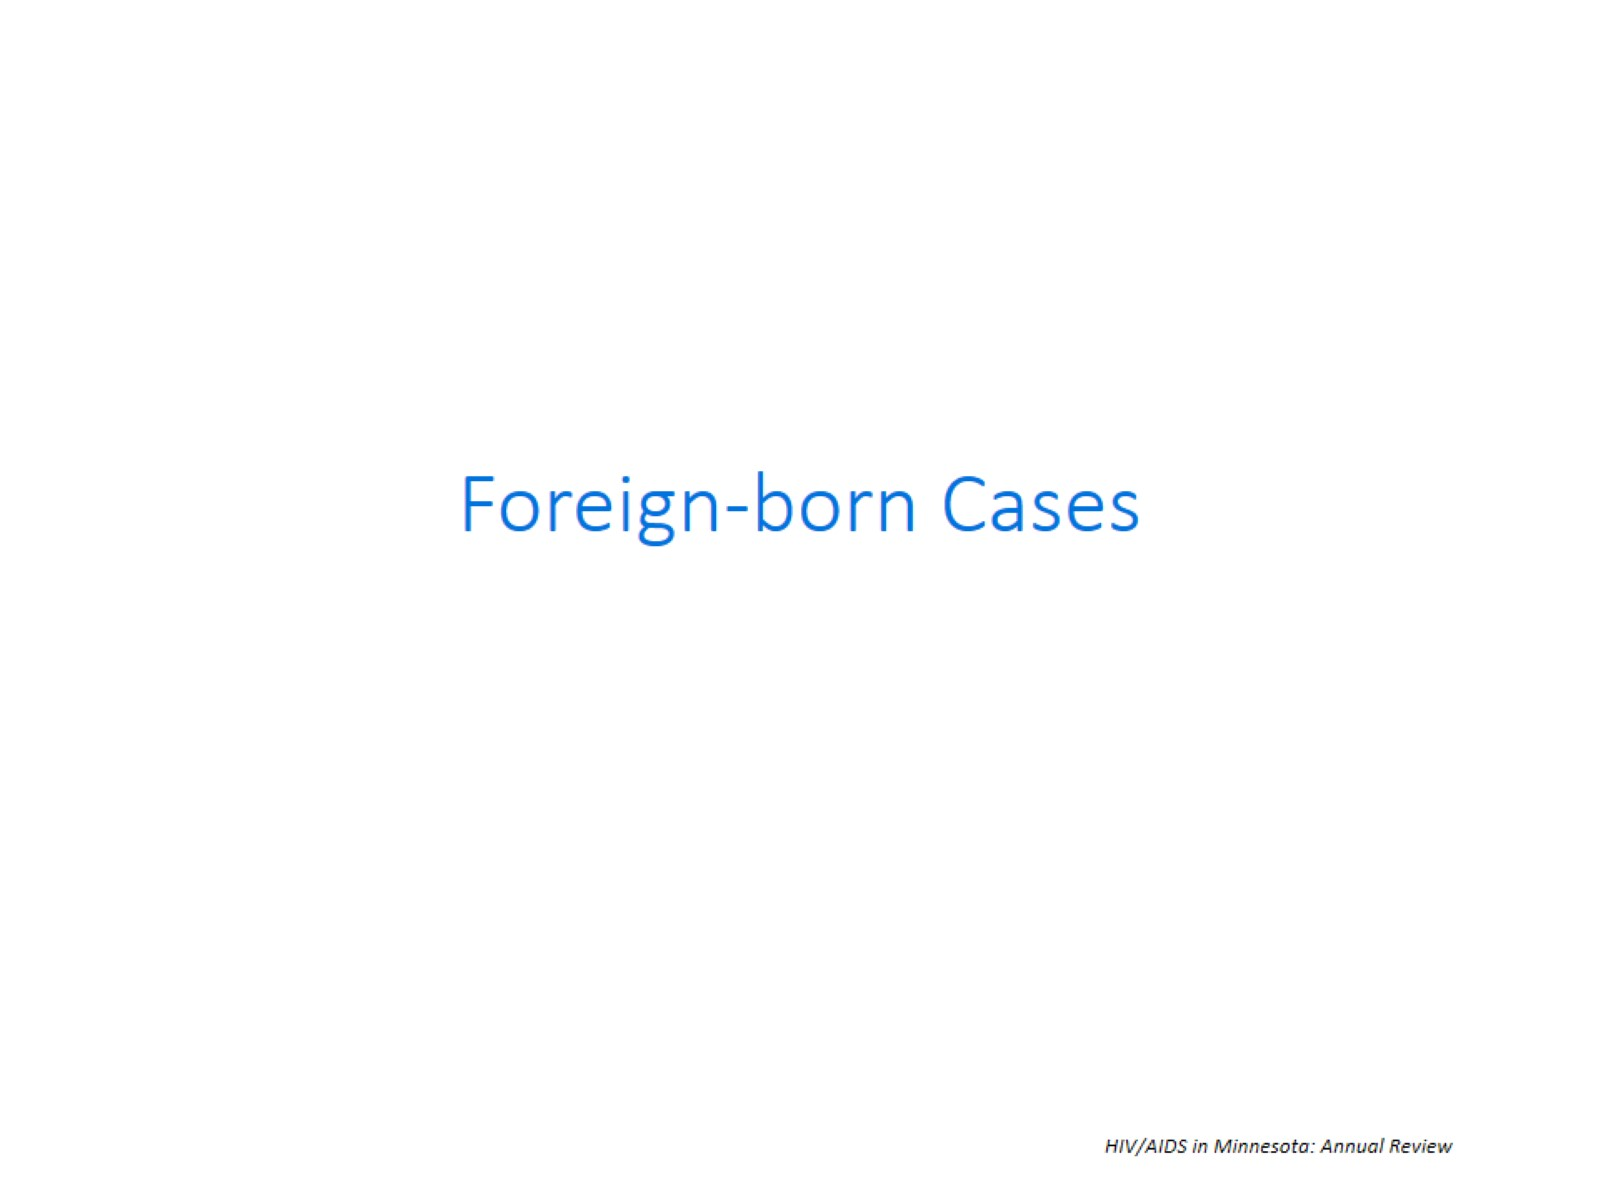 Foreign-born Cases
HIV/AIDS in Minnesota: Annual Review